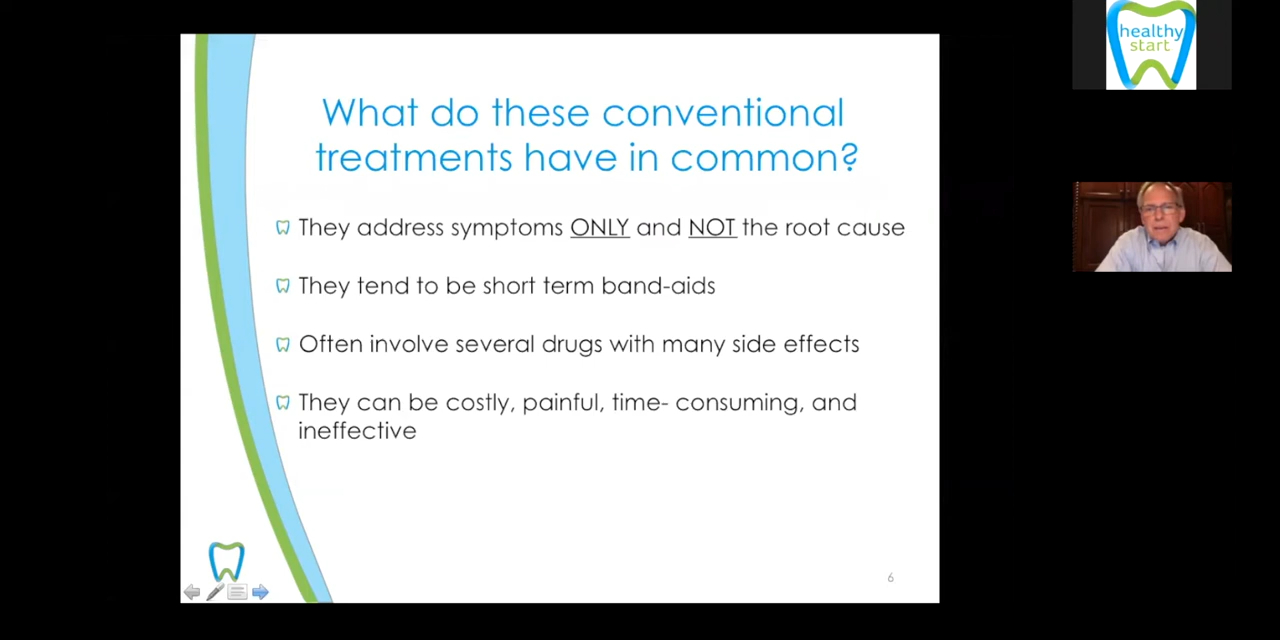 What do these conventional
treatments have in common?
They address symptoms ONLY and NOT the root cause
They tend to be short term band-aids
Often involve several drugs with many side effects
They can be costly, painful, time- consuming, and
ineffective
6
healthy
start